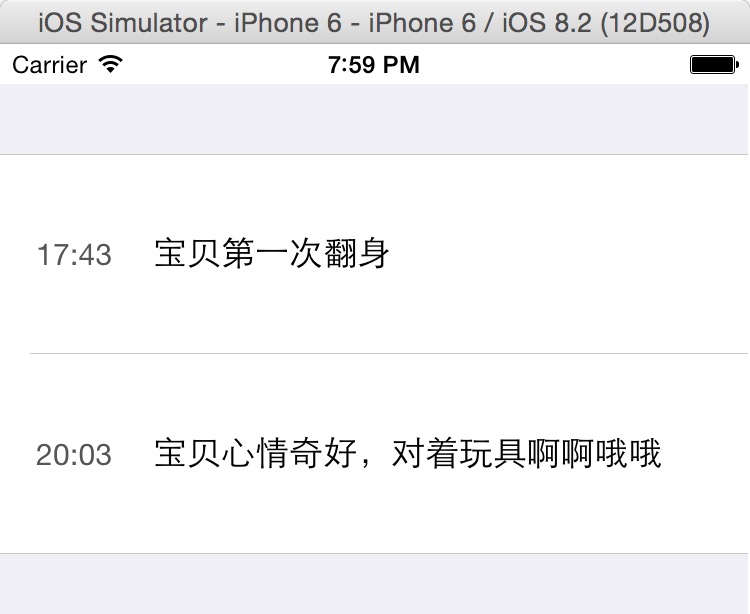 iOS Simulator - iPhone 6 - iPhone 6 / iOS 8.2 (12D508)
Carrier 7:59 PM
17:43 宝贝第一次翻身
20:03 宝贝心情奇好，对着玩具啊啊哦哦